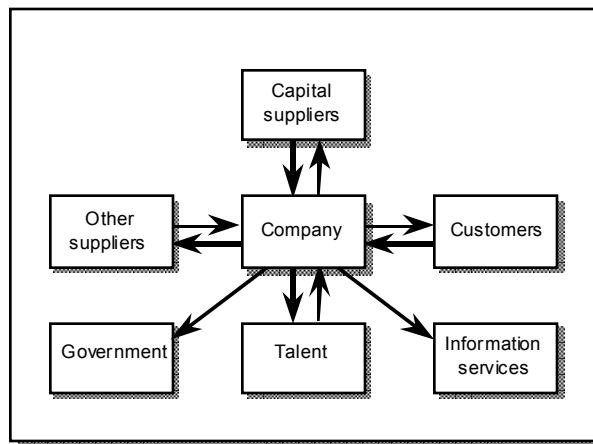 Capital
suppliers
Other
suppliers
Company
Customers
Government
Talent
Information
services